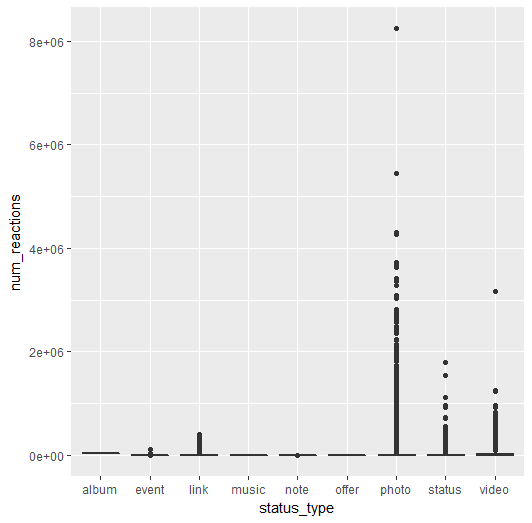 num_reactions
8e+06
6e+06
4e+06
2e+06
0e+00
album event link music note offer photo status video
status_type